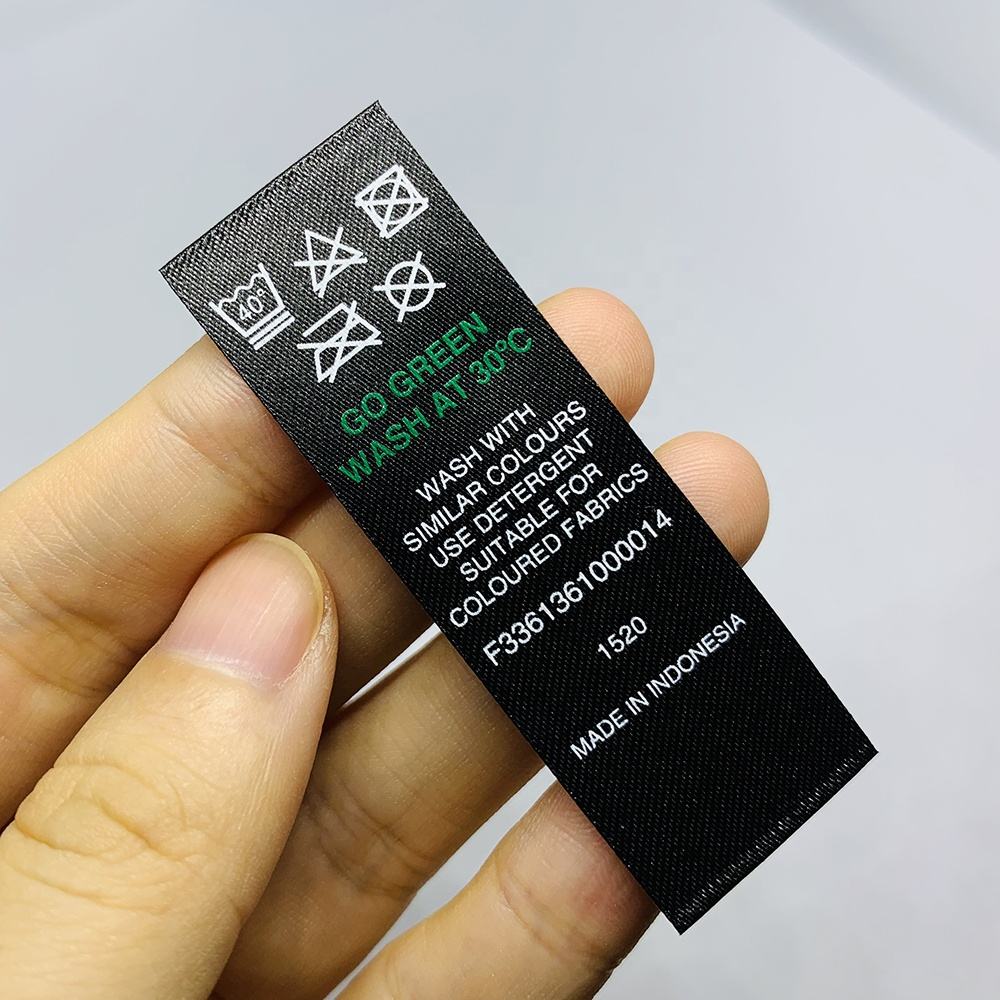 40°
GO GREEN
WASH AT 30°C
WASH WITH
SIMILAR COLOURS
USE DETERGENT
SUITABLE FOR
COLOURED FABRICS
F3361361000014
1520
MADE IN INDONESIA